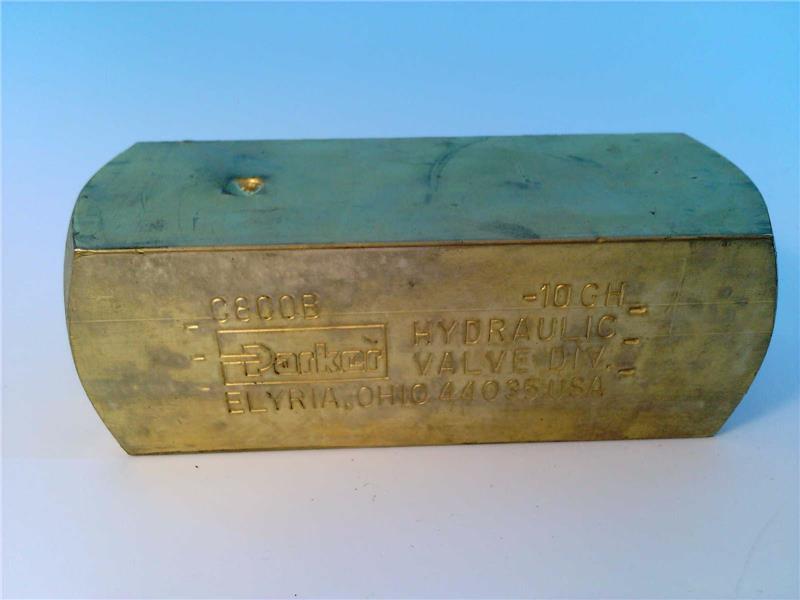 C800B -10 GH
Parker HYDRAULIC
VALVE DIV.
ELYRIA, OHIO 44035 USA